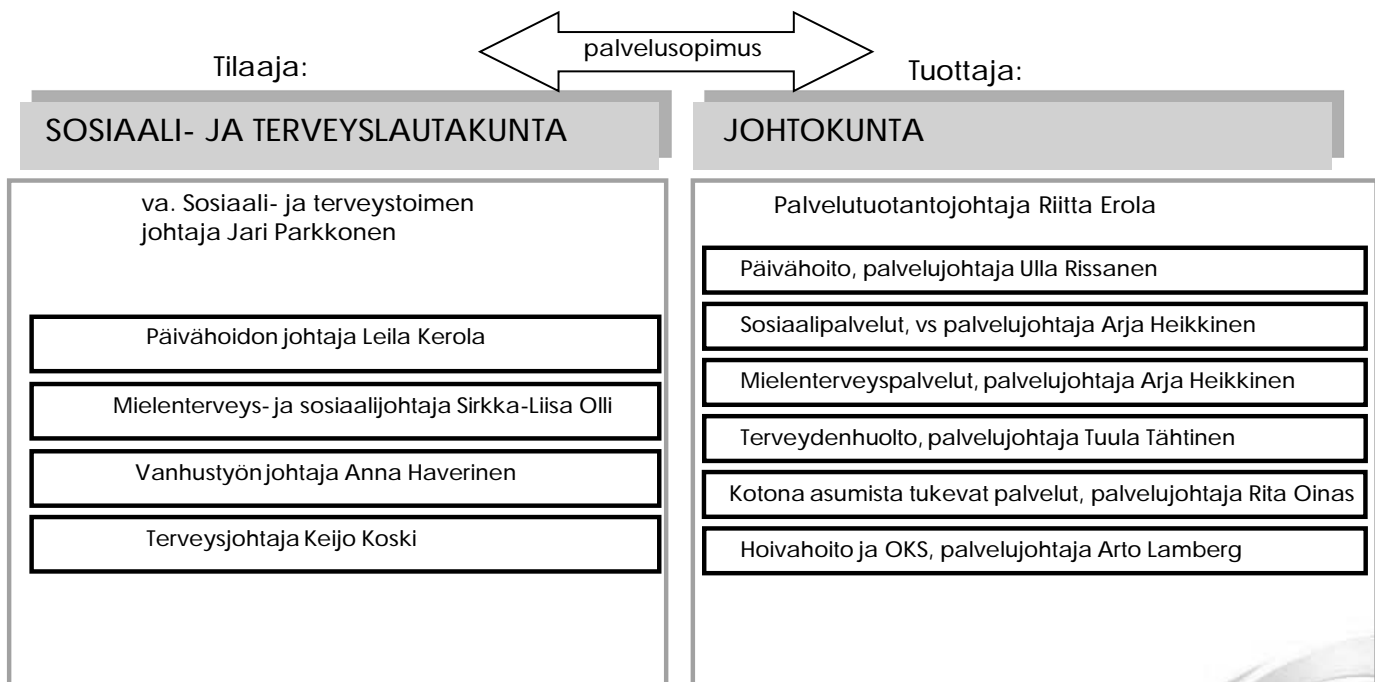 palvelusopimus
Tilaaja:
Tuottaja:
SOSIAALI- JA TERVEYSLAUTAKUNTA
va. Sosiaali- ja terveystoimen
johtaja Jari Parkkonen
Päivähoidon johtaja Leila Kerola
Mielenterveys- ja sosiaalijohtaja Sirkka-Liisa Olli
Vanhustyön johtaja Anna Haverinen
Terveysjohtaja Keijo Koski
JOHTOKUNTA
Palvelutuotantojohtaja Riitta Erola
Päivähoito, palvelujohtaja Ulla Rissanen
Sosiaalipalvelut, vs palvelujohtaja Arja Heikkinen
Mielenterveyspalvelut, palvelujohtaja Arja Heikkinen
Terveydenhuolto, palvelujohtaja Tuula Tähtinen
Kotona asumista tukevat palvelut, palvelujohtaja Rita Oinas
Hoivahoito ja OKS, palvelujohtaja Arto Lamberg